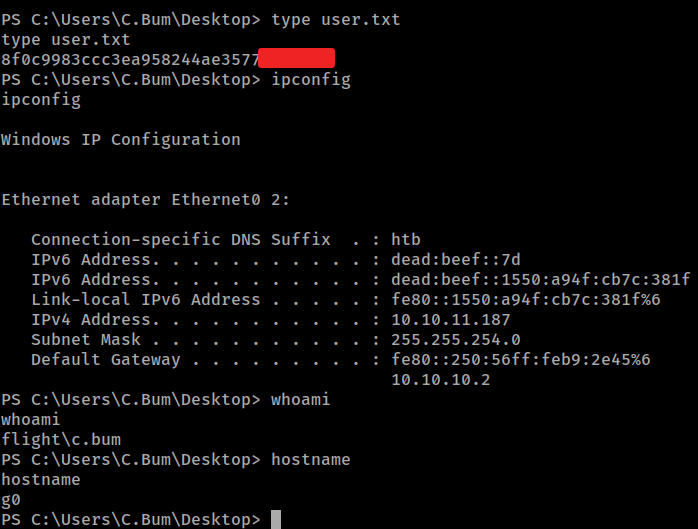 PS C:\Users\C.Bum\Desktop> type user.txt
type user.txt
8f0c9983ccc3ea958244ae3577
PS C:\Users\C.Bum\Desktop> ipconfig
ipconfig

Windows IP Configuration


Ethernet adapter Ethernet0 2:

   Connection-specific DNS Suffix  . : htb
   IPv6 Address. . . . . . . . . . . : dead:beef::7d
   IPv6 Address. . . . . . . . . . . : dead:beef::1550:a94f:cb7c:381f
   Link-local IPv6 Address . . . . . : fe80::1550:a94f:cb7c:381f%6
   IPv4 Address. . . . . . . . . . . : 10.10.11.187
   Subnet Mask . . . . . . . . . . . : 255.255.254.0
   Default Gateway . . . . . . . . . : fe80::250:56ff:feb9:2e45%6
                                       10.10.10.2
PS C:\Users\C.Bum\Desktop> whoami
whoami
flight\c.bum
PS C:\Users\C.Bum\Desktop> hostname
hostname
g0
PS C:\Users\C.Bum\Desktop>